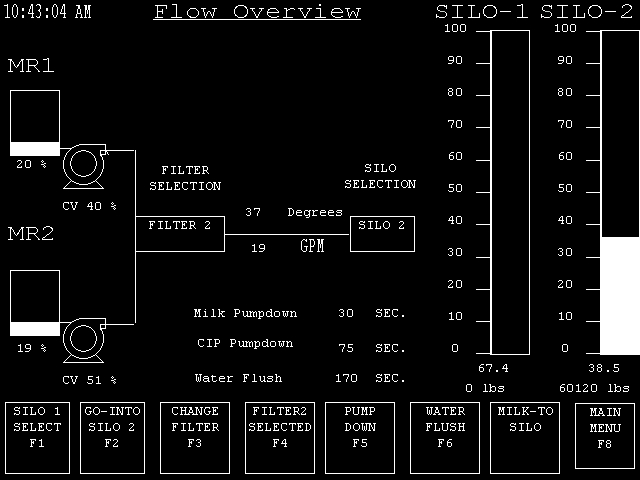 10:43:04 AM
Flow Overview
SILO-1
SILO-2
100
90
80
70
60
50
40
30
20
10
0
100
90
80
70
60
50
40
30
20
10
0
MR1
20 %
CV 40 %
FILTER
SELECTION
SILO
SELECTION
MR2
FILTER 2
37 Degrees
19 GPM
SILO 2
19 %
CV 51 %
Milk Pumpdown 30 SEC.
CIP Pumpdown 75 SEC.
Water Flush 170 SEC.
67.4
0 lbs
38.5
60120 lbs
SILO 1
SELECT
F1
GO-INTO
SILO 2
F2
CHANGE
FILTER
F3
FILTER2
SELECTED
F4
PUMP
DOWN
F5
WATER
FLUSH
F6
MILK-TO
SILO
MAIN
MENU
F8